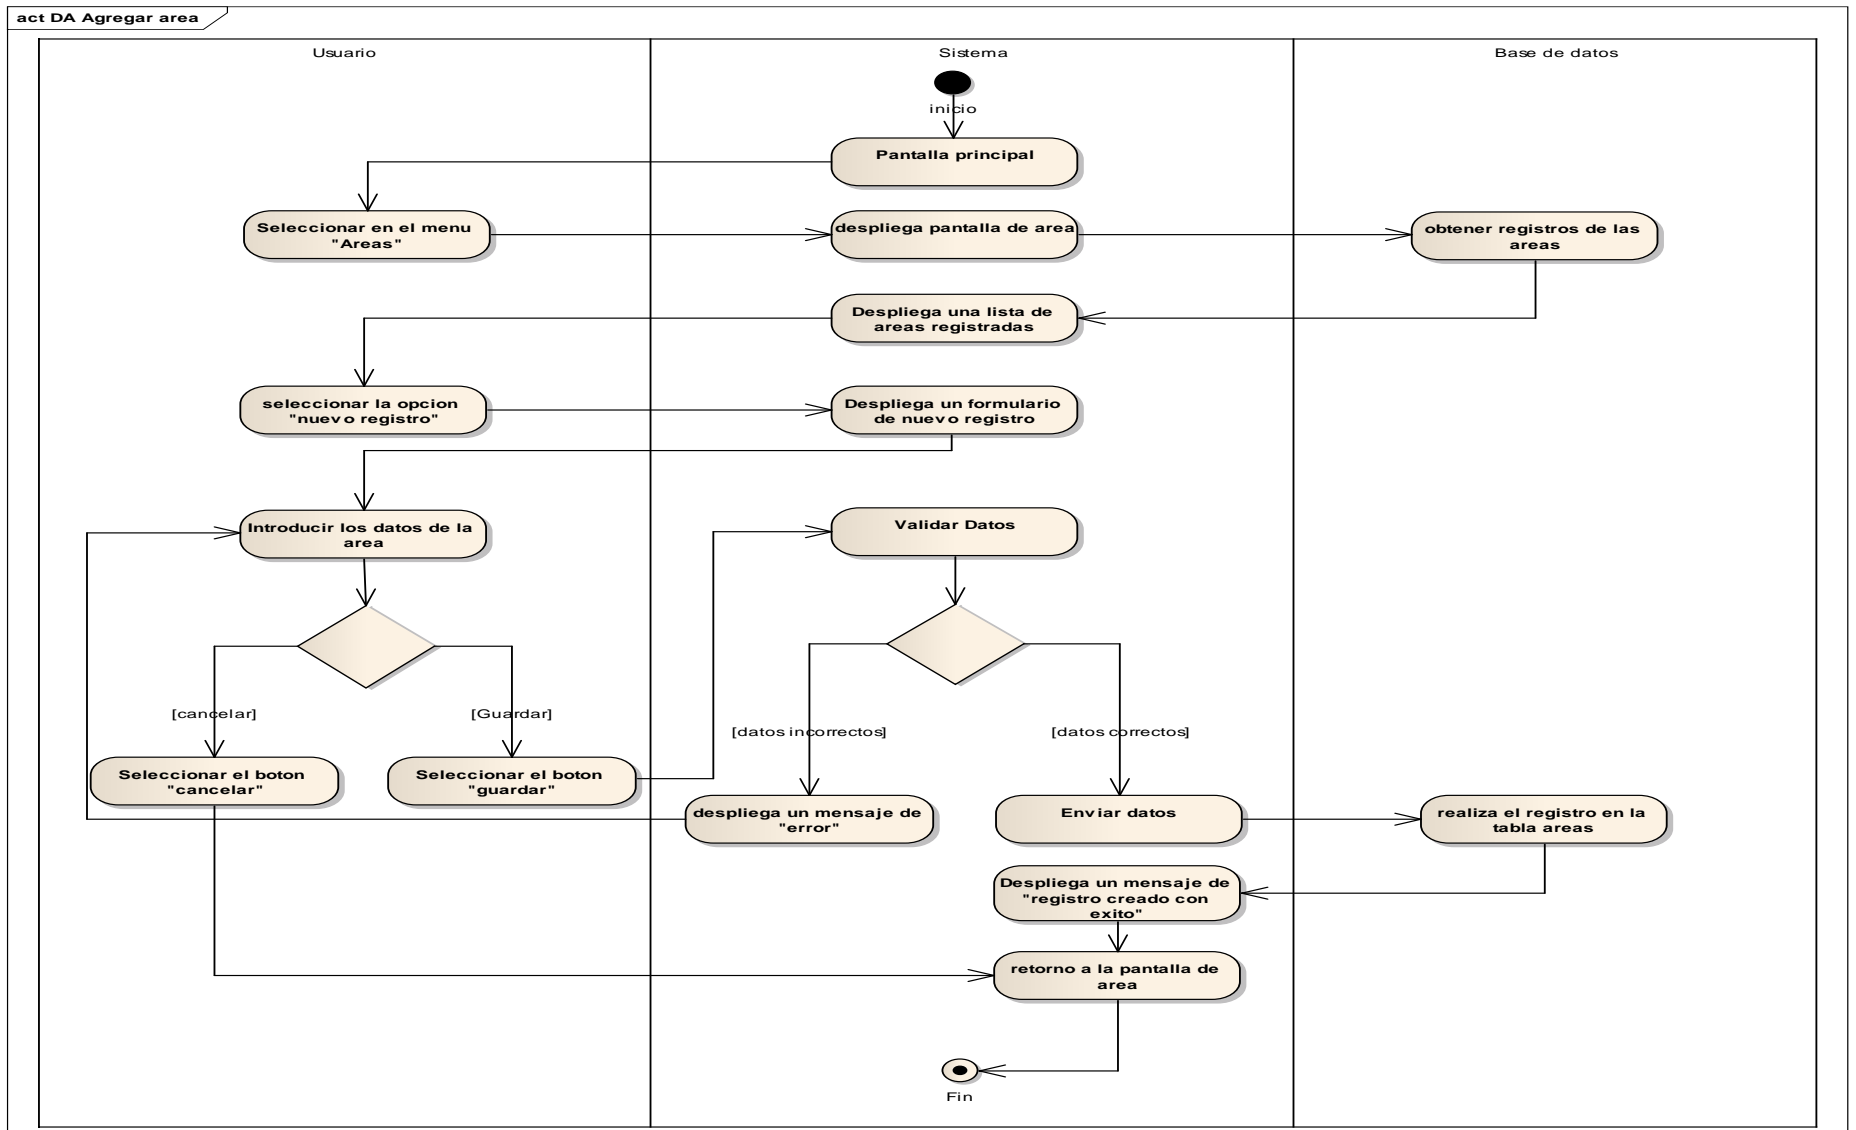 act DA Agregar area
Usuario
Sistema
Base de datos
inicio
Pantalla principal
Seleccionar en el menu
"Areas"
despliega pantalla de area
obtener registros de las
areas
Despliega una lista de
areas registradas
seleccionar la opcion
"nuevo registro"
Despliega un formulario
de nuevo registro
Introducir los datos de la
area
Validar Datos
[cancelar]
[Guardar]
[datos incorrectos]
[datos correctos]
Seleccionar el boton
"cancelar"
Seleccionar el boton
"guardar"
despliega un mensaje de
"error"
Enviar datos
realiza el registro en la
tabla areas
Despliega un mensaje de
"registro creado con
exito"
retorno a la pantalla de
area
Fin